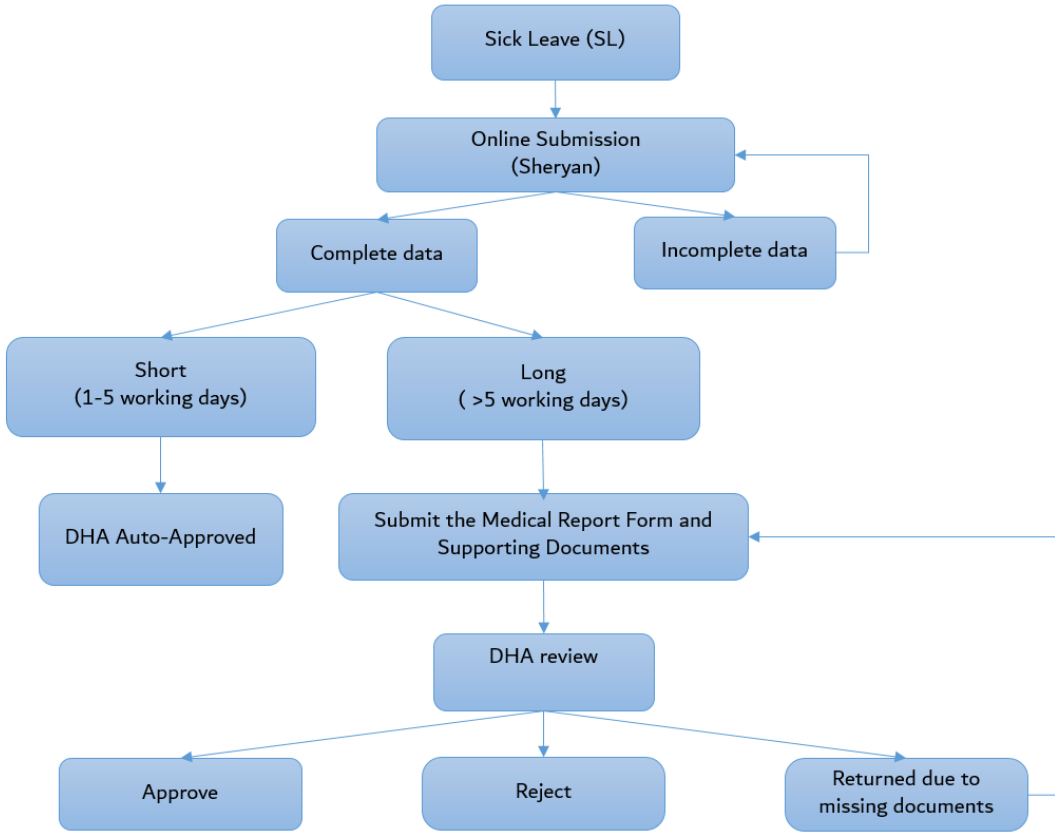 Sick Leave (SL)
Online Submission
(Sheryan)
Complete data
Incomplete data
Short
(1-5 working days)
Long
( >5 working days)
DHA Auto-Approved
Submit the Medical Report Form and
Supporting Documents
DHA review
Approve
Reject
Returned due to
missing documents